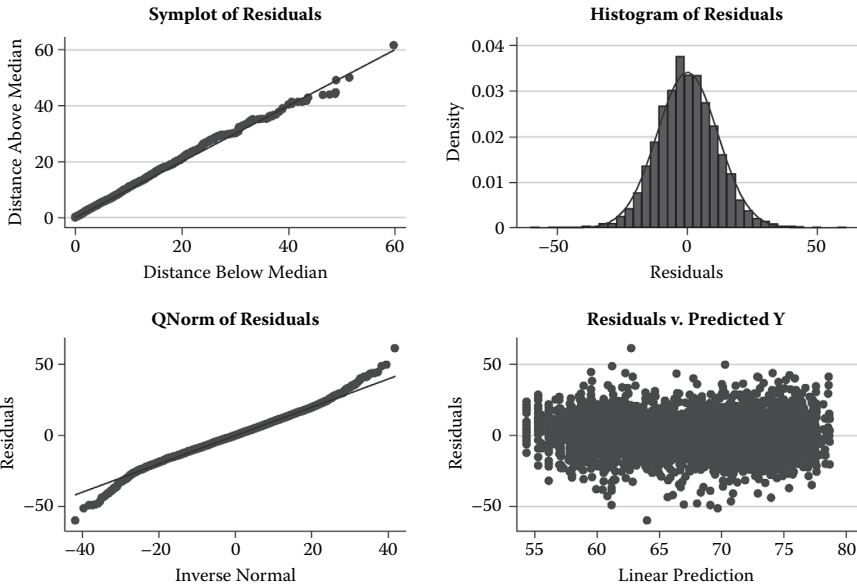 Symplot of Residuals
Distance Above Median
60
40
20
0
0 20 40 60
Distance Below Median
Histogram of Residuals
Density
0.04
0.03
0.02
0.01
0
−50 0 50
Residuals
QNorm of Residuals
Residuals
50
0
−50
−40 −20 0 20 40
Inverse Normal
Residuals v. Predicted Y
Residuals
50
0
−50
55 60 65 70 75 80
Linear Prediction